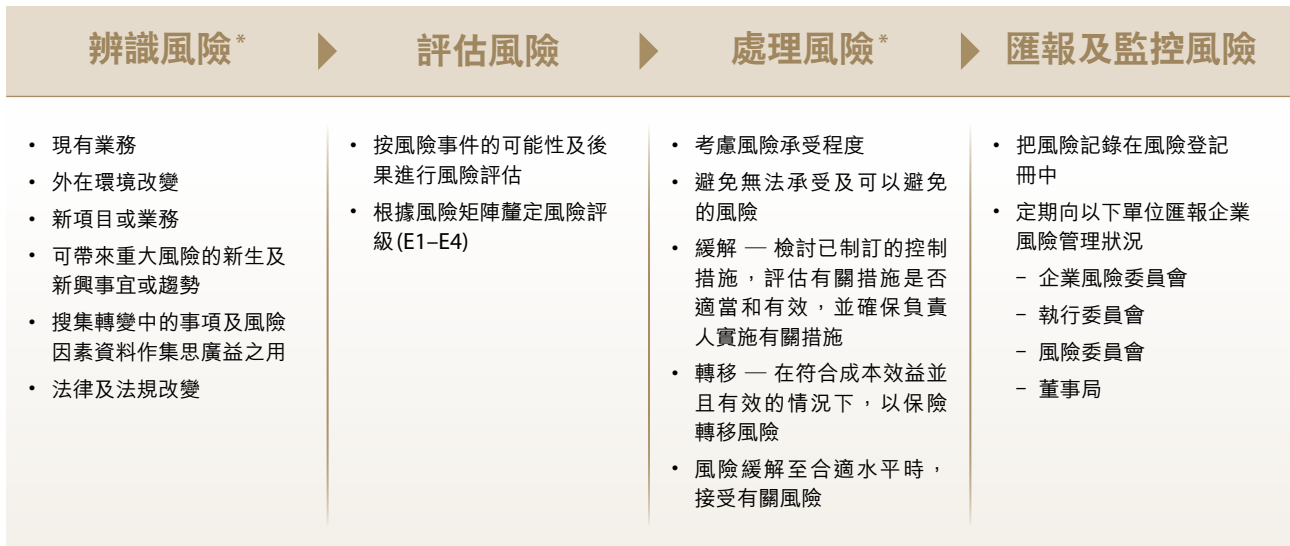 辨識風險*
評估風險
處理風險*
匯報及監控風險
• 現有業務
• 外在環境改變
• 新項目或業務
• 可帶來重大風險的新生及
新興事宜或趨勢
• 搜集轉變中的事項及風險
因素資料作集思廣益之用
• 法律及法規改變
• 按風險事件的可能性及後
果進行風險評估
• 根據風險矩陣釐定風險評
級(E1–E4)
• 考慮風險承受程度
• 避免無法承受及可以避免
的風險
• 緩解 — 檢討已制訂的控制
措施，評估有關措施是否
適當和有效，並確保負責
人實施有關措施
• 轉移 — 在符合成本效益並
且有效的情況下，以保險
轉移風險
• 風險緩解至合適水平時，
接受有關風險
• 把風險記錄在風險登記
冊中
• 定期向以下單位匯報企業
風險管理狀況
– 企業風險委員會
– 執行委員會
– 風險委員會
– 董事局